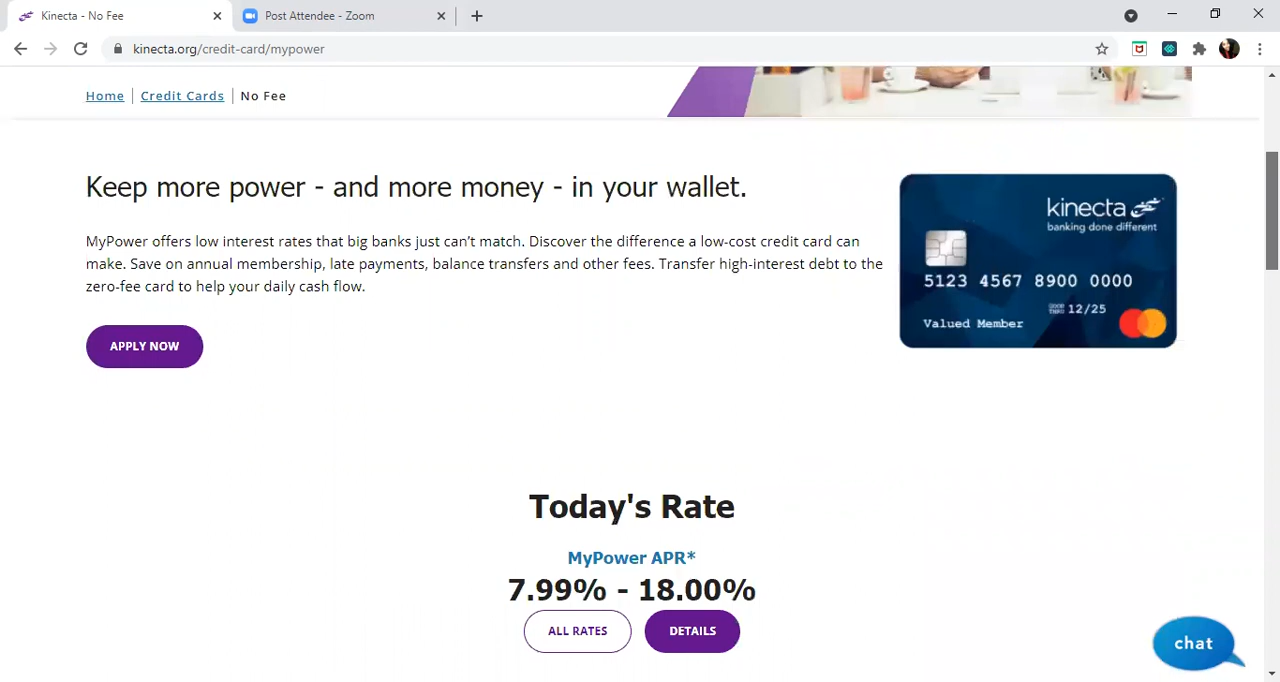 Kinecta - No Fee
Post Attendee - Zoom
kinecta.org/credit-card/mypower
Home | Credit Cards | No Fee
Keep more power - and more money - in your wallet.
MyPower offers low interest rates that big banks just can't match. Discover the difference a low-cost credit card can
make. Save on annual membership, late payments, balance transfers and other fees. Transfer high-interest debt to the
zero-fee card to help your daily cash flow.
APPLY NOW
kinecta
banking done different
5123 4567 8900 0000
GOOD
THRU 12/25
Valued Member
Today's Rate
MyPower APR*
7.99% - 18.00%
ALL RATES
DETAILS
chat